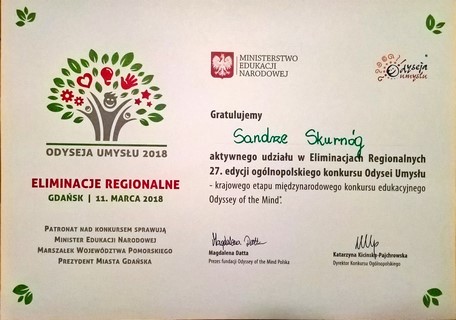 ODYSEJA UMYSŁU 2018
ELIMINACJE REGIONALNE
GDAŃSK | 11. MARCA 2018
PATRONAT NAD KONKURSEM SPRAWUJĄ
MINISTER EDUKACJI NARODOWEJ
MARSZAŁEK WOJEWÓDZTWA POMORSKIEGO
PREZYDENT MIASTA GDAŃSKA
MINISTERSTWO
EDUKACJI
NARODOWEJ
Odyseja
umysłu
Gratulujemy
Sandrze Skurnóg
aktywnego udziału w Eliminacjach Regionalnych
27. edycji ogólnopolskiego konkursu Odysei Umysłu
- krajowego etapu międzynarodowego konkursu edukacyjnego
Odyssey of the Mind".
Magdalena Datta
Magdalena Datta
Prezes fundacji Odyssey of the Mind Polska
Katarzyna Kicińska-Pajchrowska
Dyrektor Konkursu Ogólnopolskiego